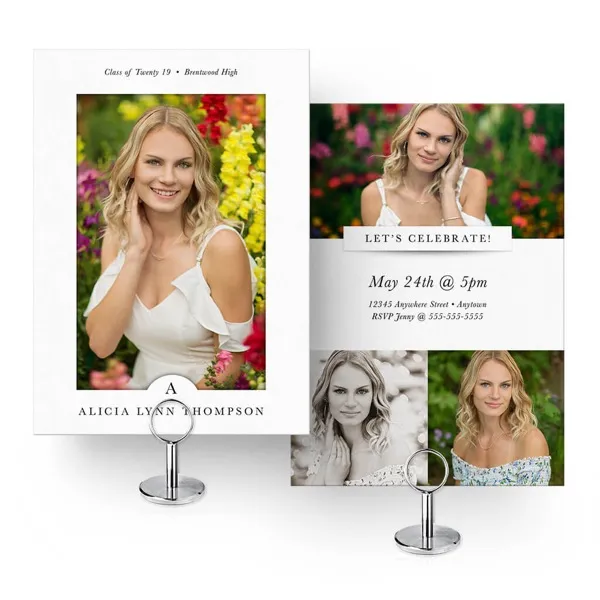 Class of Twenty 19 • Brentwood High
A
ALICIA LYNN THOMPSON
LET'S CELEBRATE!
May 24th @ 5pm
12345 Anywhere Street • Anytown
RSVP Jenny @ 555-555-5555